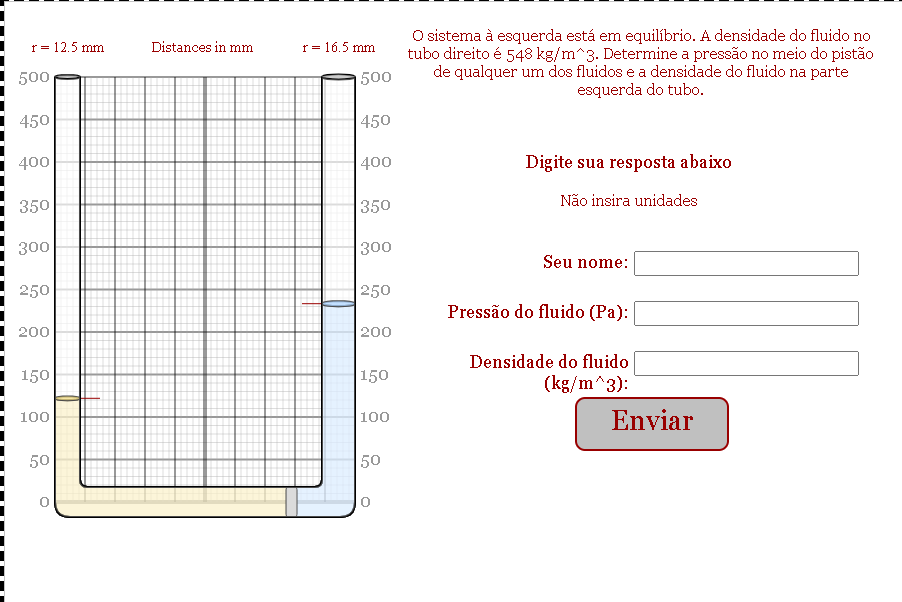 r = 12.5 mm
Distances in mm
r = 16.5 mm
500
450
400
350
300
250
200
150
100
50
0
500
450
400
350
300
250
200
150
100
50
0
O sistema à esquerda está em equilíbrio. A densidade do fluido no
tubo direito é 548 kg/m^3. Determine a pressão no meio do pistão
de qualquer um dos fluidos e a densidade do fluido na parte
esquerda do tubo.
Digite sua resposta abaixo
Não insira unidades
Seu nome:
Pressão do fluido (Pa):
Densidade do fluido
(kg/m^3):
Enviar